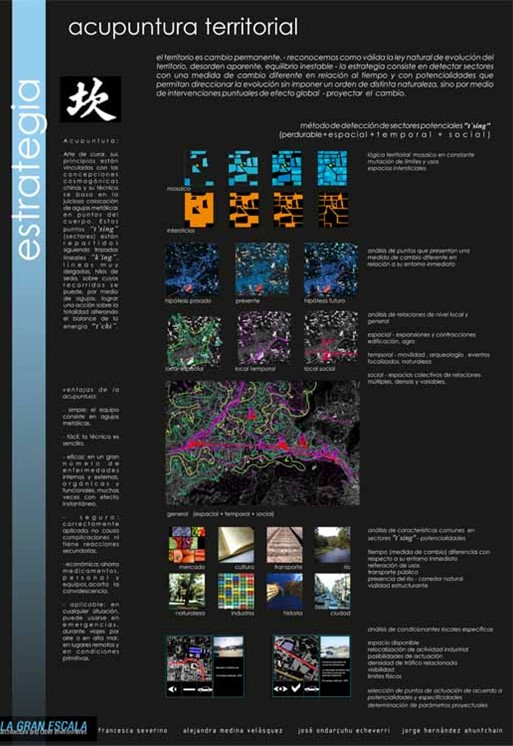 acupuntura territorial
estrategia
el territorio es cambio permanente. - reconocemos como válida la ley natural de evolución del
territorio, desorden aparente, equilibrio inestable - la estrategia consiste en detectar sectores
con una medida de cambio diferente en relación al tiempo y con potencialidades que
permitan direccionar la evolución sin imponer un orden de distinta naturaleza, sino por medio
de intervenciones puntuales de efecto global - proyectar el cambio.
坎
método de detección de sectores potenciales "t'sing"
(perdurable + espacial + temporal + social)
Acupuntura:
Arte de curar, sus
principios están
vinculados con las
concepciones
cosmogónicas
chinas y su técnica
se basa en la
juiciosa colocación
de agujas metálicas
en puntos del
cuerpo. Estos
puntos "t'sing"
(sectores) están
repartidos
siguiendo trazados
lineales "k'ing",
líneas muy
delgadas, hilos de
seda, sobre cuyos
recorridos se
puede, por medio
de agujas, lograr
una acción sobre la
totalidad alterando
el balance de la
energía "t'chi".
ventajas de la
acupuntura:
- simple: el equipo
consiste en agujas
metálicas.
- fácil: la técnica es
sencilla.
- eficaz: en un gran
número de
enfermedades
internas y externas,
orgánicas y
funcionales, muchas
veces con efecto
instantáneo.
- seguro:
correctamente
aplicada no causa
complicaciones ni
tiene reacciones
secundarias.
-económica: ahorra
medicamentos,
personal y
equipos, acorta la
convalescencia.
- aplicable: en
cualquier situación,
puede usarse en
emergencias,
durante viajes por
aire o en alta mar,
en lugares remotos y
en condiciones
primitivas.
mosaico
intersticios
lógica territorial: mosaico en constante
mutación de límites y usos
espacios intersticiales
hipótesis pasado
presente
hipótesis futuro
análisis de puntos que presentan una
medida de cambio diferente en
relación a su entorno inmediato
local espacial
local temporal
local social
análisis de relaciones de nivel local y
general
espacial - expansiones y contracciones
edificación, agro
temporal - movilidad, arqueología, eventos
focalizados, naturaleza
social - espacios colectivos de relaciones
múltiples, densas y variables.
general (espacial + temporal + social)
mercado
cultura
transporte
río
naturaleza
industria
historia
ciudad
análisis de características comunes en
sectores "t'sing" - potencialidades
tiempo (medida de cambio) diferencial con
respecto a su entorno inmediato
reiteración de usos
transporte público
presencia del río - conector natural
vialidad estructurante
análisis de condicionantes locales específicas
espacio disponible
relocalización de actividad industrial
posibilidades de actuación
densidad de tráfico relacionada
visibilidad
límites físicos
selección de puntos de actuación de acuerdo a
potencialidades y especificidades
determinación de parámetros proyectuales
LA GRAN ESCALA
francesca severino alejandra medina velásquez josé ondarçuhu echeverri jorge hernández ahuntchain